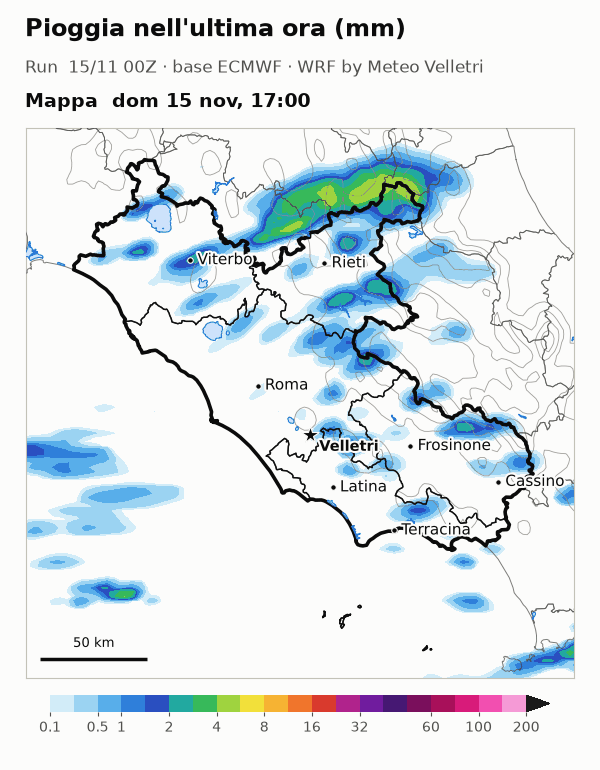 Pioggia nell'ultima ora (mm)
Run  15/11 00Z · base ECMWF · WRF by Meteo Velletri
Mappa  dom 15 nov, 17:00
Viterbo
Rieti
Roma
Velletri
Frosinone
Latina
Cassino
Terracina
50 km
0.1 0.5 1 2 4 8 16 32 60 100 200